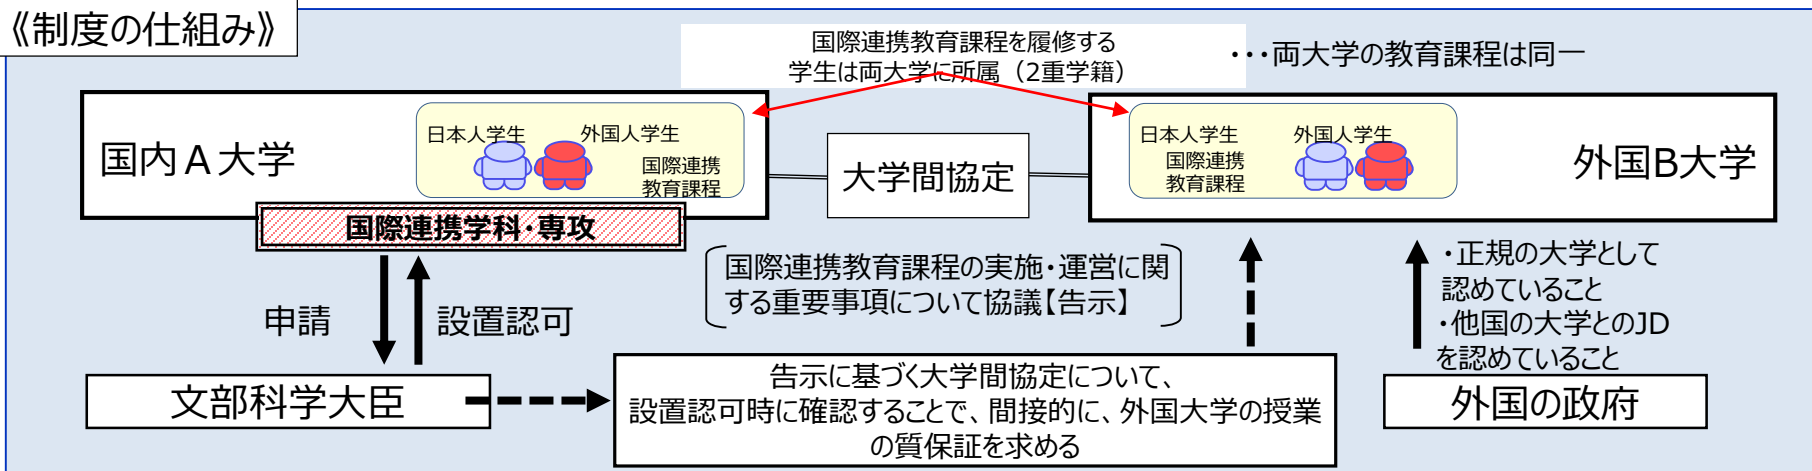 《制度の仕組み》
国際連携教育課程を履修する
学生は両大学に所属（2重学籍）
・・・両大学の教育課程は同一
国内Ａ大学
日本人学生
外国人学生
国際連携
教育課程
国際連携学科・専攻
大学間協定
日本人学生
外国人学生
国際連携
教育課程
外国B大学
申請
設置認可
国際連携教育課程の実施・運営に関
する重要事項について協議【告示】
・正規の大学として
認めていること
・他国の大学とのJD
を認めていること
文部科学大臣
告示に基づく大学間協定について、
設置認可時に確認することで、間接的に、外国大学の授業
の質保証を求める
外国の政府